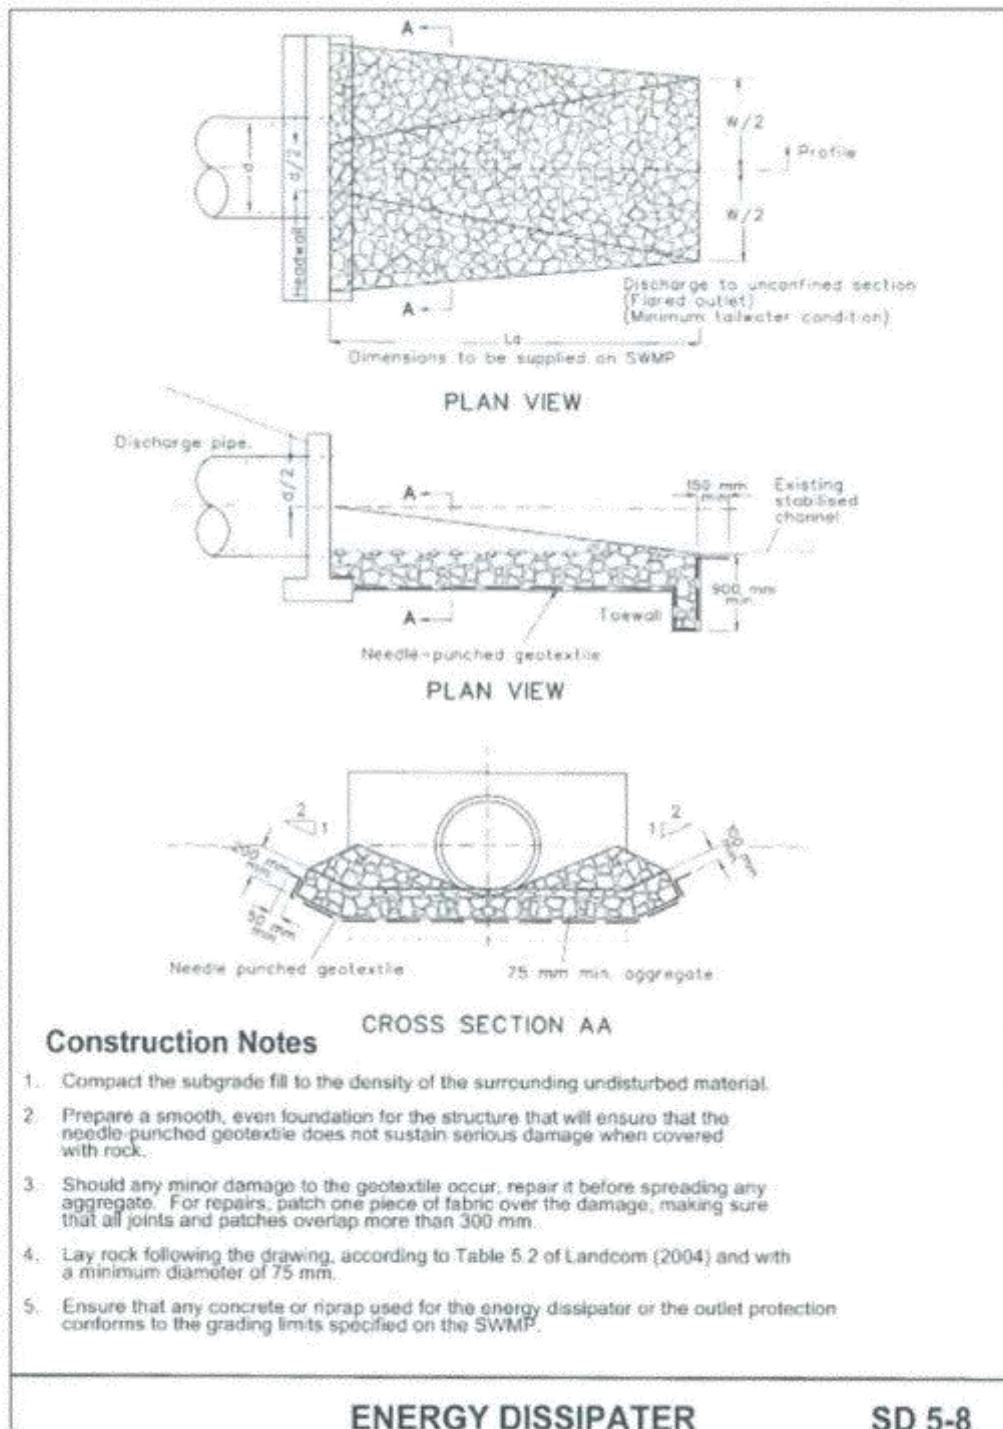 A
W/2
Profile
d
d/2
Headwall
W/2
Discharge to unconfined section
(Flared outlet)
(Minimum tailwater condition)
A
Ld
Dimensions to be supplied on SWMP
PLAN VIEW
Discharge pipe.
d/2
A
150 mm
min.
Existing
stabilised
channel
900 mm
min.
A
Toewall
Needle-punched geotextile
PLAN VIEW
2
1
2
1
200 mm
min.
50 mm
min.
Needle punched geotextile
75 mm min. aggregate
CROSS SECTION AA
Construction Notes
1. Compact the subgrade fill to the density of the surrounding undisturbed material.
2. Prepare a smooth, even foundation for the structure that will ensure that the
needle-punched geotextile does not sustain serious damage when covered
with rock.
3. Should any minor damage to the geotextile occur, repair it before spreading any
aggregate. For repairs, patch one piece of fabric over the damage, making sure
that all joints and patches overlap more than 300 mm.
4. Lay rock following the drawing, according to Table 5.2 of Landcom (2004) and with
a minimum diameter of 75 mm.
5. Ensure that any concrete or riprap used for the energy dissipater or the outlet protection
conforms to the grading limits specified on the SWMP.
ENERGY DISSIPATER
SD 5-8